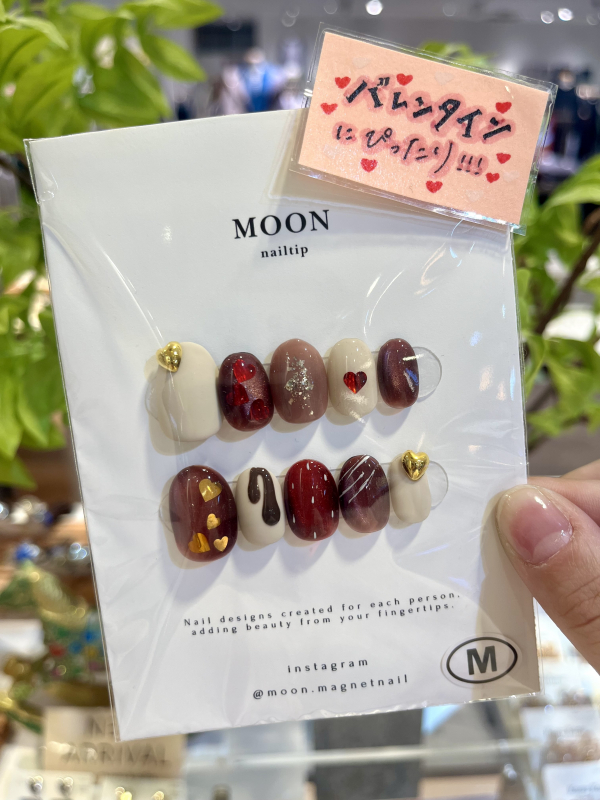 バレンタイン
にぴったり!!!
MOON
nailtip
Nail designs created for each person,
adding beauty from your fingertips.
instagram
@moon.magnetnail
M
ARRIVAL